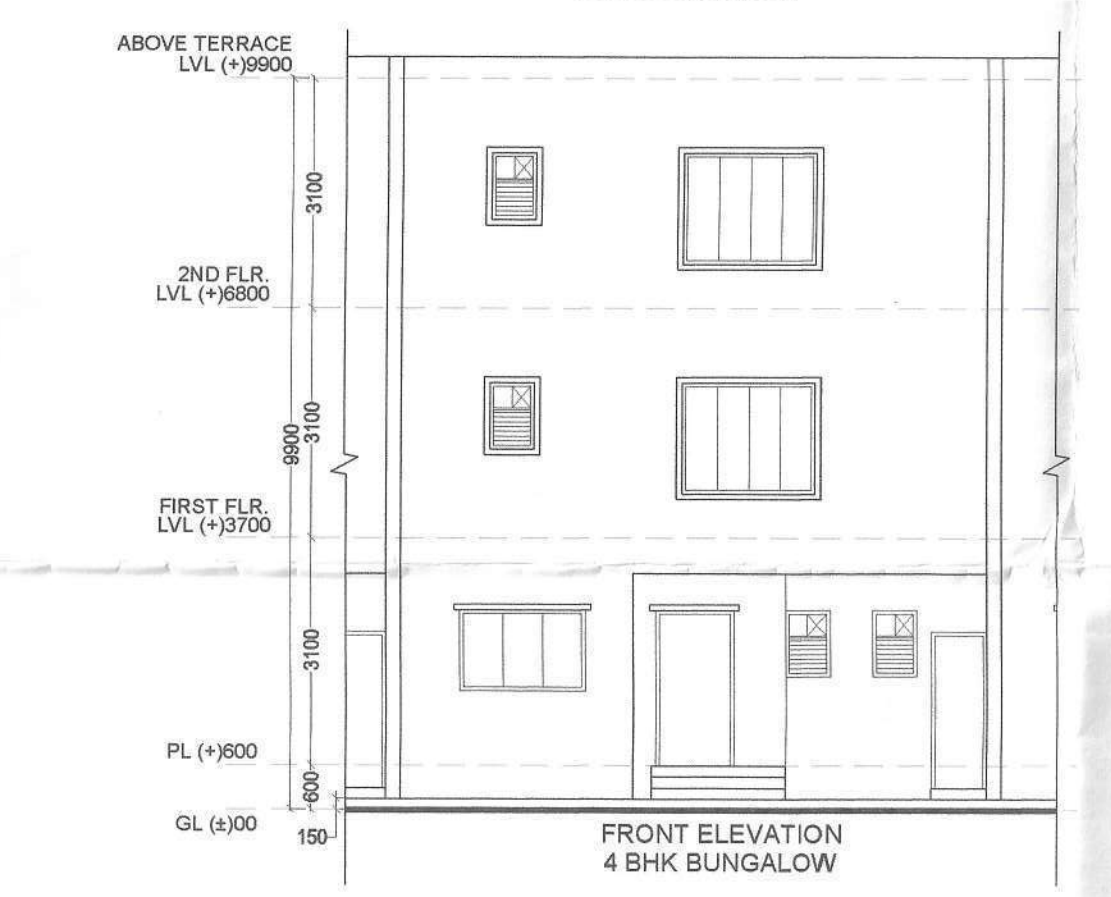 ABOVE TERRACE
LVL (+)9900
3100
2ND FLR.
LVL (+)6800
3100
9900
FIRST FLR.
LVL (+)3700
3100
PL (+)600
600
GL (±)00
150
FRONT ELEVATION
4 BHK BUNGALOW